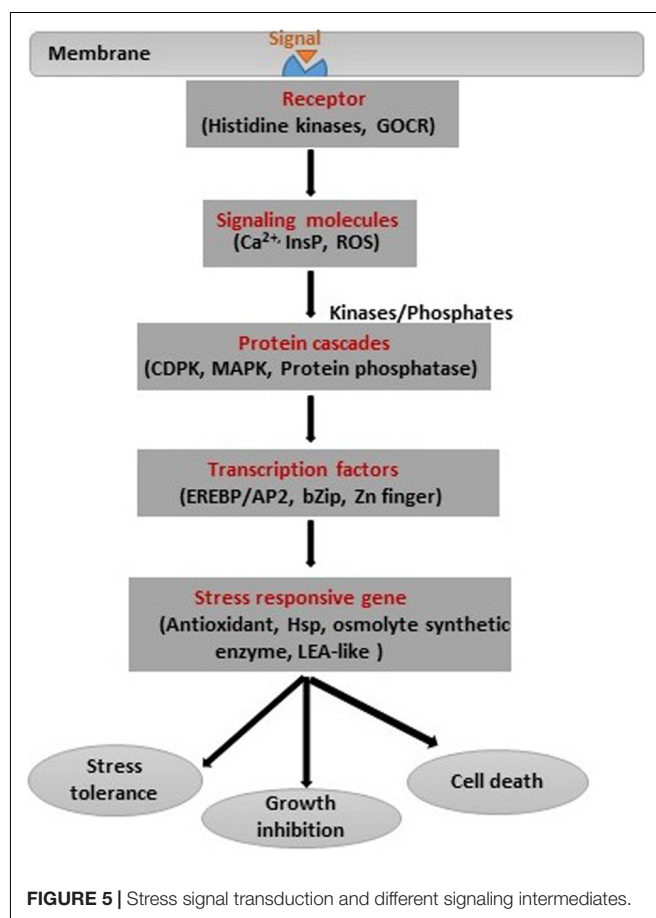 Signal
Membrane
Receptor
(Histidine kinases, GOCR)
Signaling molecules
(Ca²⁺, InsP, ROS)
Kinases/Phosphates
Protein cascades
(CDPK, MAPK, Protein phosphatase)
Transcription factors
(EREBP/AP2, bZip, Zn finger)
Stress responsive gene
(Antioxidant, Hsp, osmolyte synthetic
enzyme, LEA-like )
Stress
tolerance
Growth
inhibition
Cell death
FIGURE 5 | Stress signal transduction and different signaling intermediates.